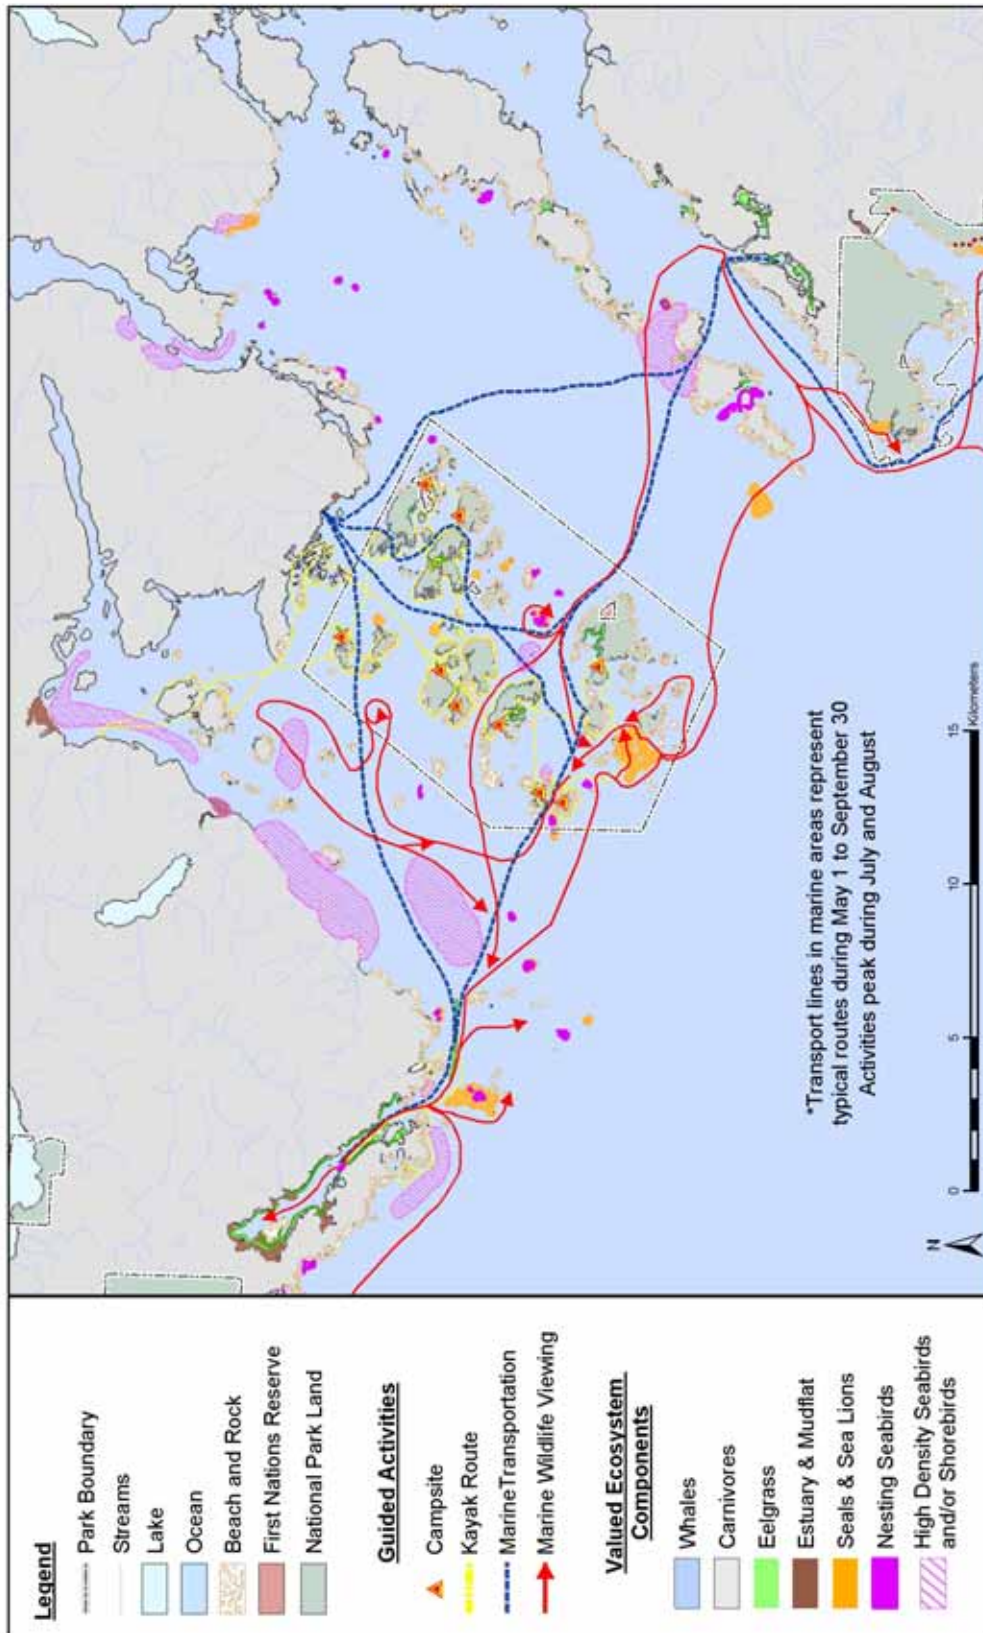 Legend
Park Boundary
Streams
Lake
Ocean
Beach and Rock
First Nations Reserve
National Park Land
Guided Activities
Campsite
Kayak Route
MarineTransportation
Marine Wildlife Viewing
Valued Ecosystem
Components
Whales
Carnivores
Eelgrass
Estuary & Mudflat
Seals & Sea Lions
Nesting Seabirds
High Density Seabirds
and/or Shorebirds
N
0
5
10
15
Kilometers
*Transport lines in marine areas represent
typical routes during May 1 to September 30
Activities peak during July and August